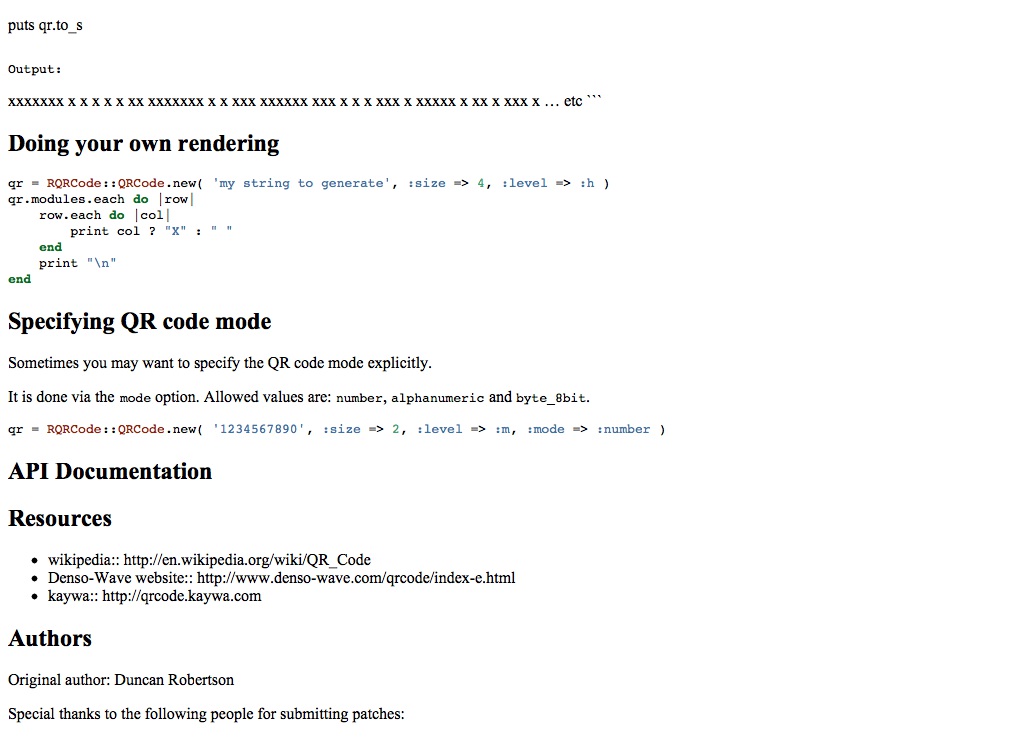 puts qr.to_s
Output:
xxxxxxx x x x x x xx xxxxxxx x x xxx xxxxxx xxx x x x xxx x xxxxx x xx x xxx x … etc ```
Doing your own rendering
qr = RQRCode::QRCode.new( 'my string to generate', :size => 4, :level => :h )
qr.modules.each do |row|
    row.each do |col|
        print col ? "X" : " "
    end
    print "\n"
end
Specifying QR code mode
Sometimes you may want to specify the QR code mode explicitly.
It is done via the mode option. Allowed values are: number, alphanumeric and byte_8bit.
qr = RQRCode::QRCode.new( '1234567890', :size => 2, :level => :m, :mode => :number )
API Documentation
Resources
• wikipedia:: http://en.wikipedia.org/wiki/QR_Code
• Denso-Wave website:: http://www.denso-wave.com/qrcode/index-e.html
• kaywa:: http://qrcode.kaywa.com
Authors
Original author: Duncan Robertson
Special thanks to the following people for submitting patches: